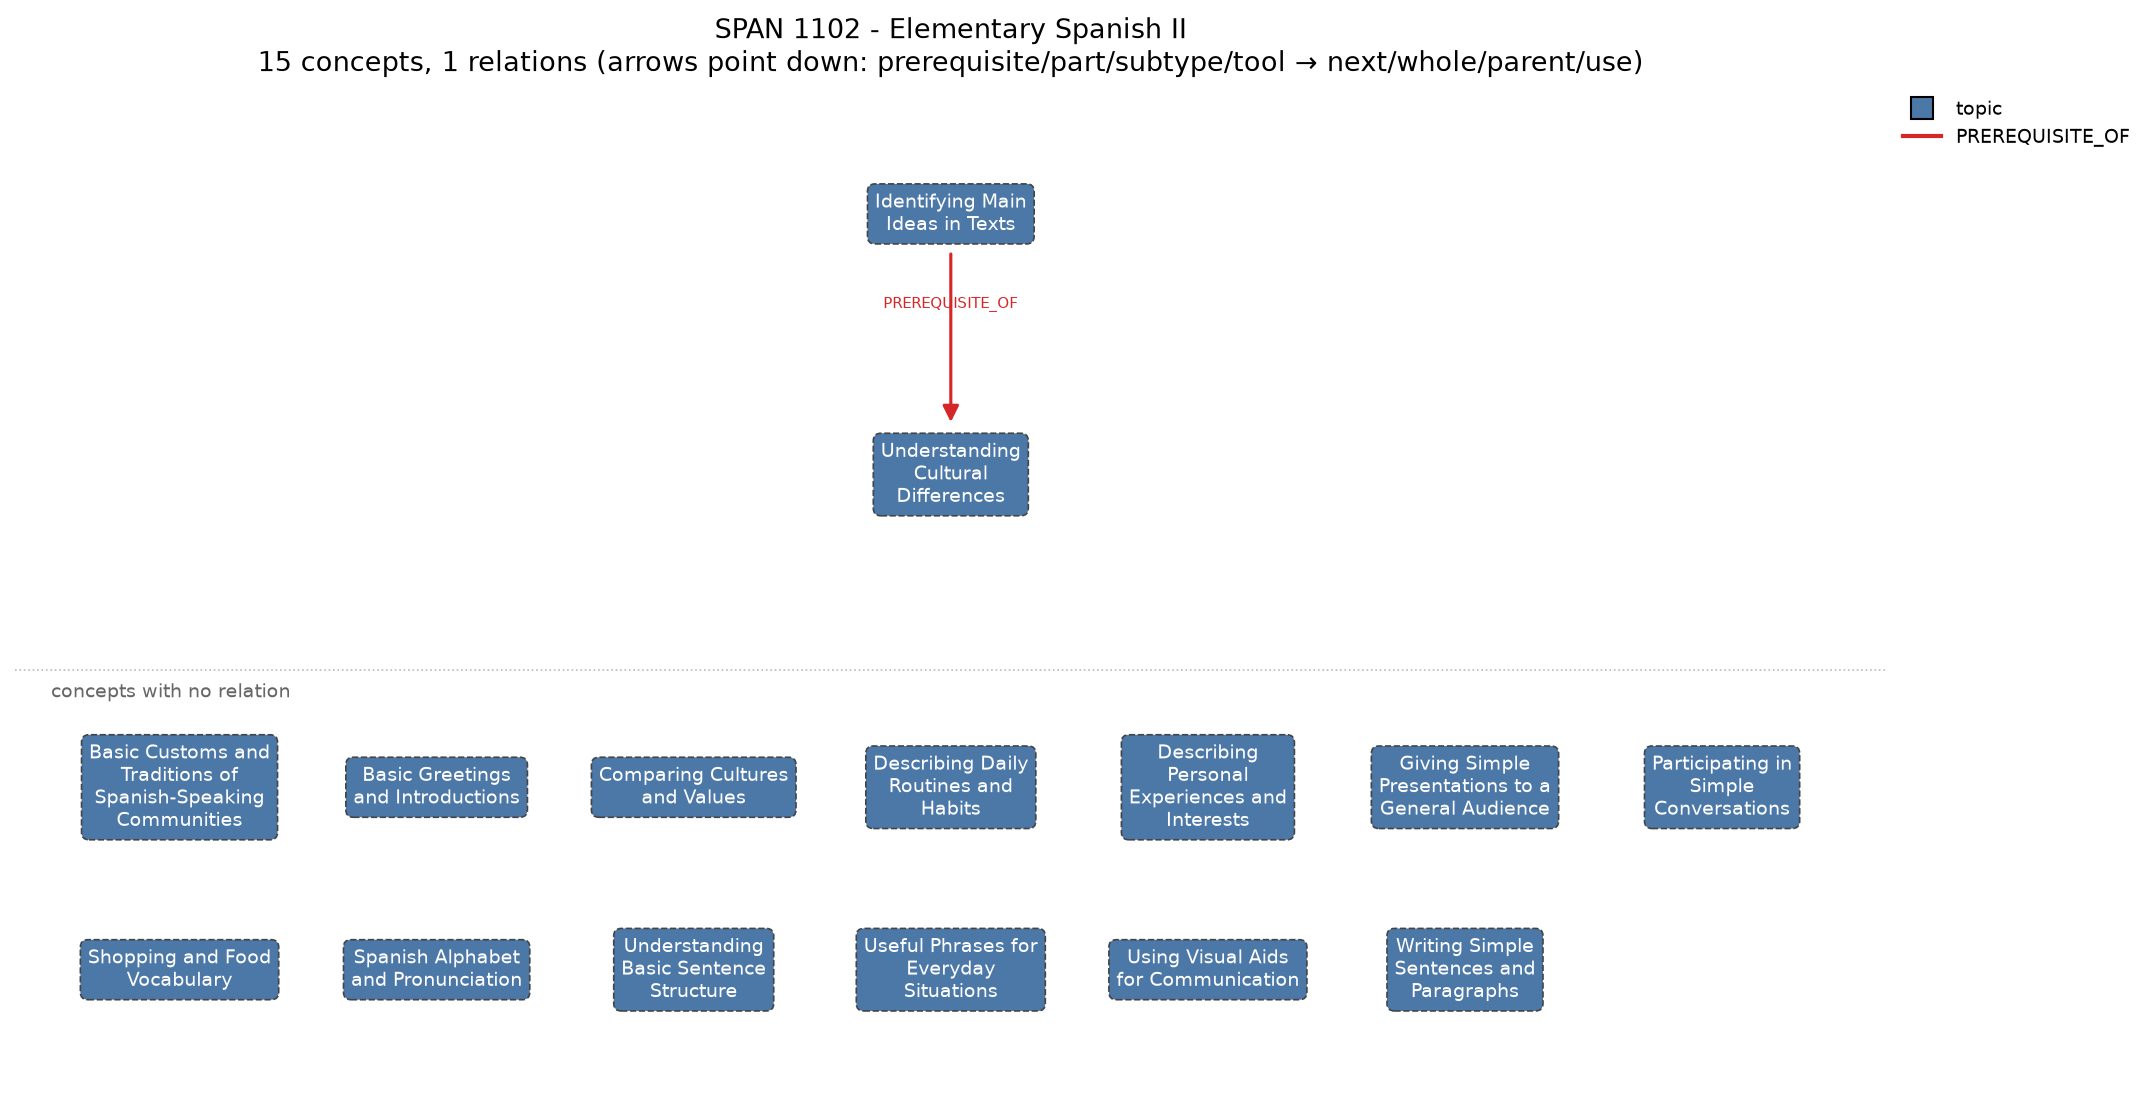 SPAN 1102 - Elementary Spanish II
15 concepts, 1 relations (arrows point down: prerequisite/part/subtype/tool → next/whole/parent/use)
topic
PREREQUISITE_OF
Identifying Main
Ideas in Texts
PREREQUISITE_OF
Understanding
Cultural
Differences
concepts with no relation
Basic Customs and
Traditions of
Spanish-Speaking
Communities
Basic Greetings
and Introductions
Comparing Cultures
and Values
Describing Daily
Routines and
Habits
Describing
Personal
Experiences and
Interests
Giving Simple
Presentations to a
General Audience
Participating in
Simple
Conversations
Shopping and Food
Vocabulary
Spanish Alphabet
and Pronunciation
Understanding
Basic Sentence
Structure
Useful Phrases for
Everyday
Situations
Using Visual Aids
for Communication
Writing Simple
Sentences and
Paragraphs